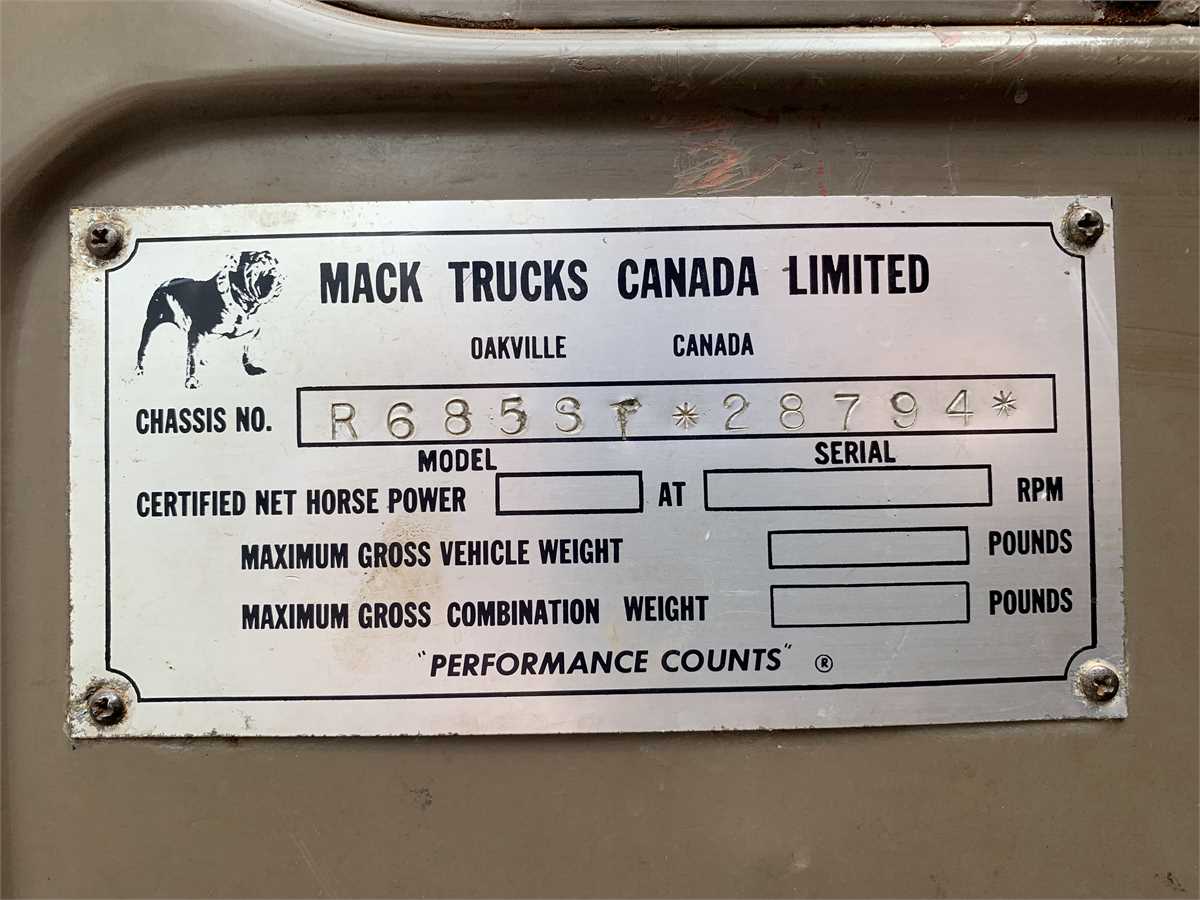 MACK TRUCKS CANADA LIMITED
OAKVILLE CANADA
CHASSIS NO. R685ST*28794*
MODEL SERIAL
CERTIFIED NET HORSE POWER AT RPM
MAXIMUM GROSS VEHICLE WEIGHT POUNDS
MAXIMUM GROSS COMBINATION WEIGHT POUNDS
"PERFORMANCE COUNTS" ®